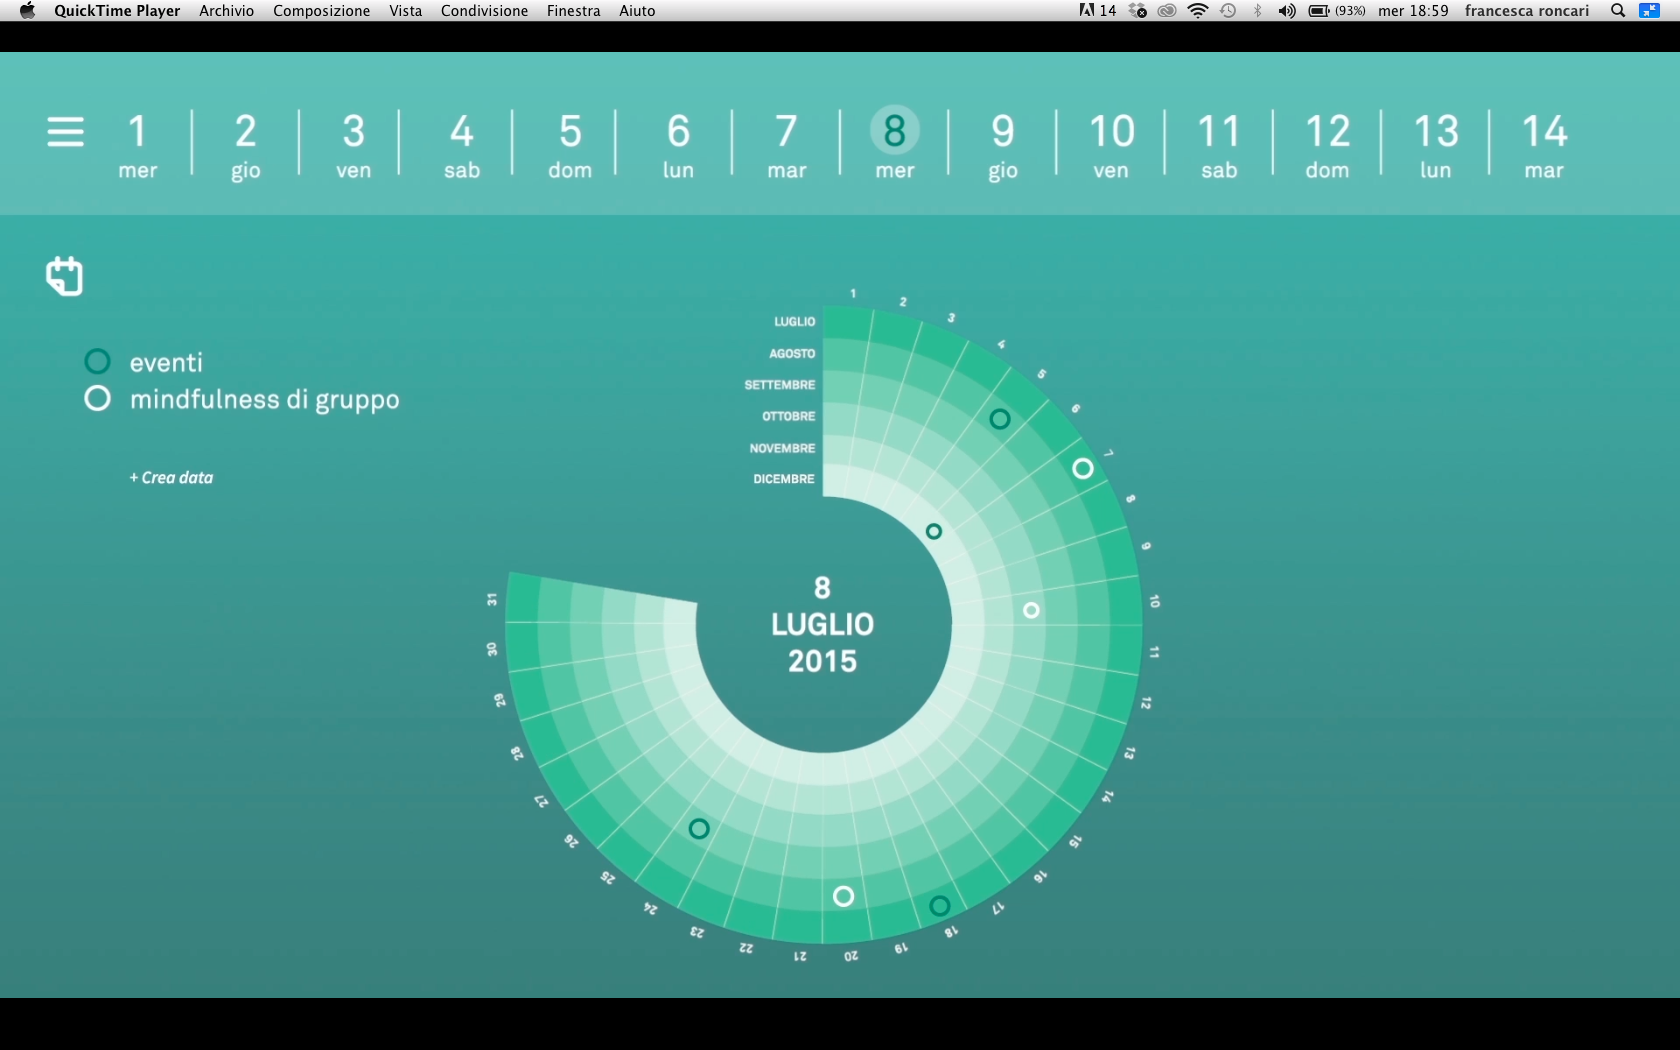 QuickTime Player Archivio Composizione Vista Condivisione Finestra Aiuto 14 (93%) mer 18:59 francesca roncari
1 2 3 4 5 6 7 8 9 10 11 12 13 14
mer gio ven sab dom lun mar mer gio ven sab dom lun mar
eventi
mindfulness di gruppo
+ Crea data
LUGLIO
AGOSTO
SETTEMBRE
OTTOBRE
NOVEMBRE
DICEMBRE
1
2
3
4
5
6
7
8
9
10
11
12
13
14
15
16
17
18
19
20
21
22
23
24
25
26
27
28
29
30
31
8
LUGLIO
2015